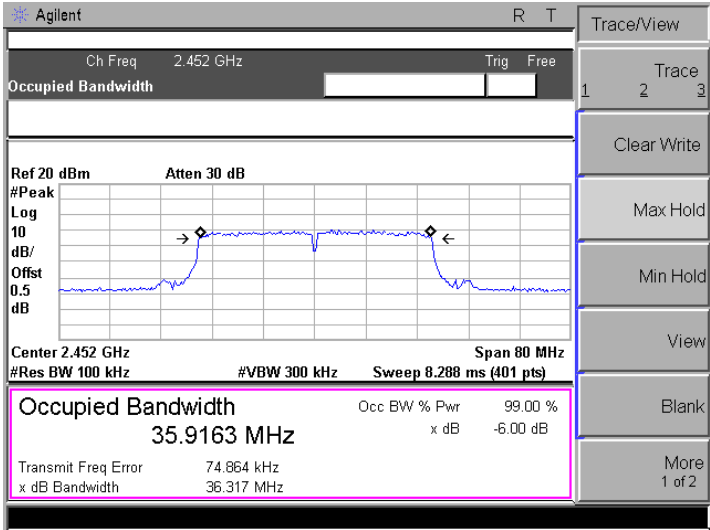 Agilent R T
Ch Freq 2.452 GHz Trig Free
Occupied Bandwidth
Ref 20 dBm Atten 30 dB
#Peak
Log
10
dB/
Offst
0.5
dB
Center 2.452 GHz Span 80 MHz
#Res BW 100 kHz #VBW 300 kHz Sweep 8.288 ms (401 pts)
Occupied Bandwidth Occ BW % Pwr 99.00 %
35.9163 MHz x dB -6.00 dB
Transmit Freq Error 74.864 kHz
x dB Bandwidth 36.317 MHz
Trace/View
Trace
1 2 3
Clear Write
Max Hold
Min Hold
View
Blank
More
1 of 2